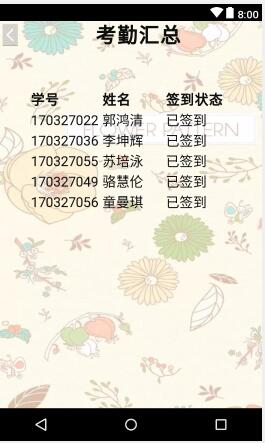 8:00
考勤汇总
学号 姓名 签到状态
FLOWER PATTERN
170327022 郭鸿清 已签到
170327036 李坤辉 已签到
170327055 苏培泳 已签到
170327049 骆慧伦 已签到
170327056 童曼琪 已签到